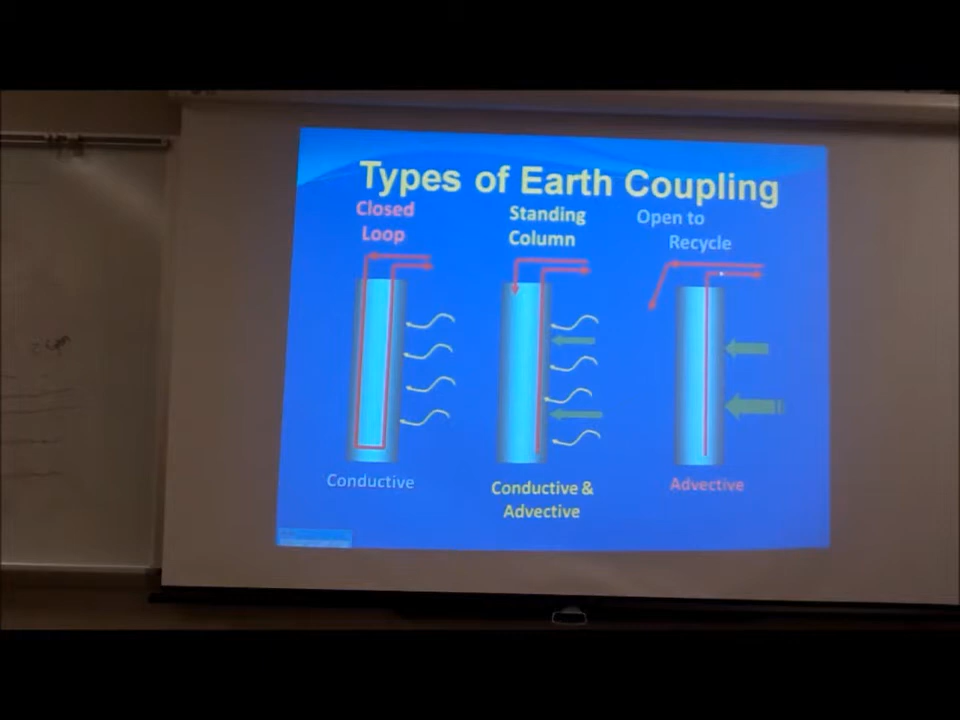 Types of Earth Coupling
Closed
Loop
Standing
Column
Open to
Recycle
Conductive
Conductive &
Advective
Advective